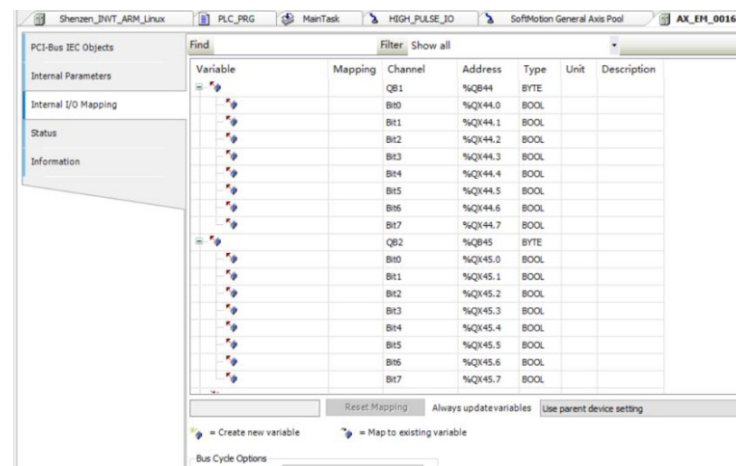 Shenzen_INVT_ARM_Linux PLC_PRG MainTask HIGH_PULSE_IO SoftMotion General Axis Pool AX_EM_0016
PCI-Bus IEC Objects
Internal Parameters
Internal I/O Mapping
Status
Information
Find Filter Show all
Variable Mapping Channel Address Type Unit Description
QB1 %QB44 BYTE
Bit0 %QX44.0 BOOL
Bit1 %QX44.1 BOOL
Bit2 %QX44.2 BOOL
Bit3 %QX44.3 BOOL
Bit4 %QX44.4 BOOL
Bit5 %QX44.5 BOOL
Bit6 %QX44.6 BOOL
Bit7 %QX44.7 BOOL
QB2 %QB45 BYTE
Bit0 %QX45.0 BOOL
Bit1 %QX45.1 BOOL
Bit2 %QX45.2 BOOL
Bit3 %QX45.3 BOOL
Bit4 %QX45.4 BOOL
Bit5 %QX45.5 BOOL
Bit6 %QX45.6 BOOL
Bit7 %QX45.7 BOOL
Reset Mapping Always updatevariables Use parent device setting
= Create new variable = Map to existing variable
Bus Cycle Options